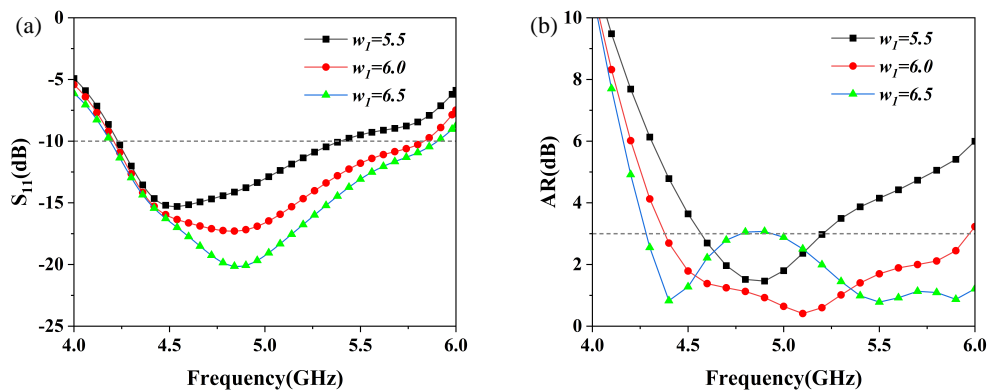 (a)
0
-5
-10
-15
-20
-25
S11(dB)
w1=5.5
w1=6.0
w1=6.5
4.0 4.5 5.0 5.5 6.0
Frequency(GHz)
(b)
10
8
6
4
2
0
AR(dB)
w1=5.5
w1=6.0
w1=6.5
4.0 4.5 5.0 5.5 6.0
Frequency(GHz)